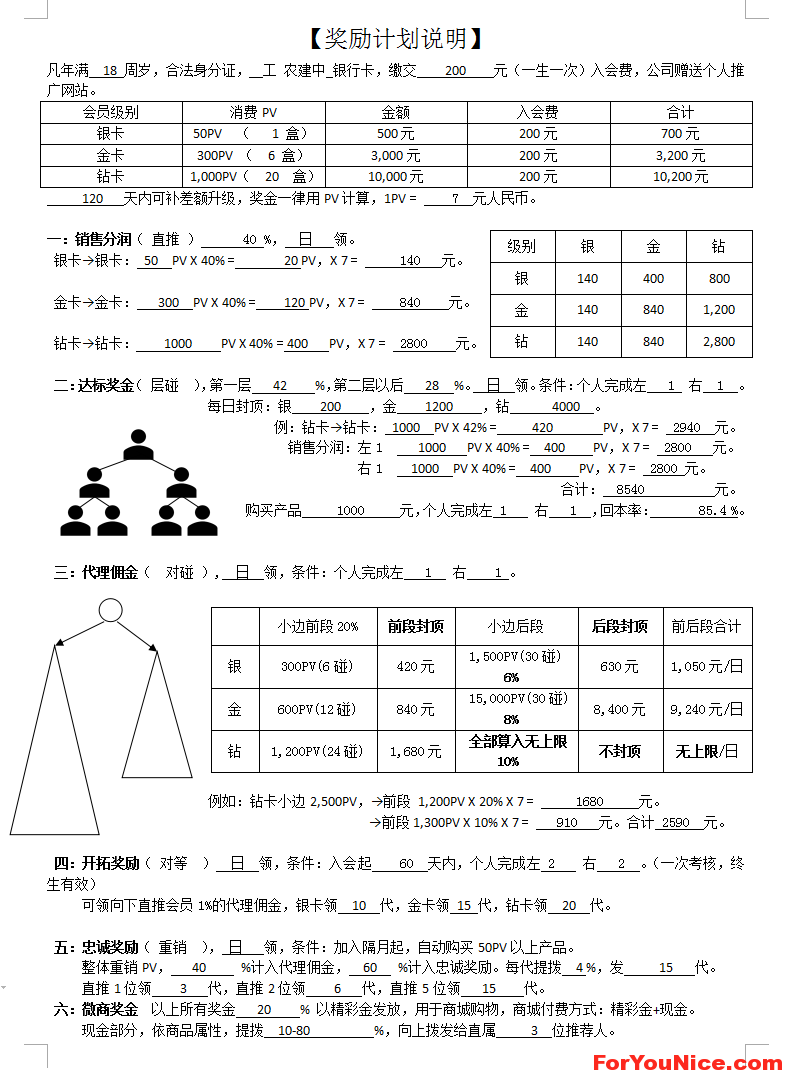 【奖励计划说明】
凡年满 18 周岁，合法身分证，__工 农建中_银行卡，缴交 200 元（一生一次）入会费，公司赠送个人推
广网站。
会员级别 消费 PV 金额 入会费 合计
银卡 50PV （ 1 盒） 500 元 200 元 700 元
金卡 300PV （ 6 盒） 3,000 元 200 元 3,200 元
钻卡 1,000PV（ 20 盒） 10,000 元 200 元 10,200 元
120 天内可补差额升级，奖金一律用 PV 计算，1PV = 7 元人民币。
一：销售分润（ 直推 ） 40 %， 日 领。
银卡→银卡： 50 PV X 40% = 20 PV，X 7 = 140 元。
金卡→金卡： 300 PV X 40% = 120 PV，X 7 = 840 元。
钻卡→钻卡： 1000 PV X 40% = 400 PV，X 7 = 2800 元。
级别 银 金 钻
银 140 400 800
金 140 840 1,200
钻 140 840 2,800
二：达标奖金（ 层碰 ），第一层 42 %，第二层以后 28 %。 日 领。条件：个人完成左 1 右 1 。
每日封顶：银 200 ，金 1200 ，钻 4000 。
例：钻卡→钻卡： 1000 PV X 42% = 420 PV，X 7 = 2940 元。
销售分润：左 1 1000 PV X 40% = 400 PV，X 7 = 2800 元。
右 1 1000 PV X 40% = 400 PV，X 7 = 2800 元。
合计： 8540 元。
购买产品 1000 元，个人完成左 1 右 1 ，回本率： 85.4 %。
三：代理佣金（ 对碰 ）， 日 领，条件：个人完成左 1 右 1 。
小边前段 20% 前段封顶 小边后段 后段封顶 前后段合计
银 300PV(6 碰) 420 元 1,500PV(30 碰) 6% 630 元 1,050 元/日
金 600PV(12 碰) 840 元 15,000PV(30 碰) 8% 8,400 元 9,240 元/日
钻 1,200PV(24 碰) 1,680 元 全部算入无上限 10% 不封顶 无上限/日
例如：钻卡小边 2,500PV，→前段 1,200PV X 20% X 7 = 1680 元。
→前段 1,300PV X 10% X 7 = 910 元。合计 2590 元。
四：开拓奖励（ 对等 ） 日 领，条件：入会起 60 天内，个人完成左 2 右 2 。（一次考核，终
生有效）
可领向下直推会员 1%的代理佣金，银卡领 10 代，金卡领 15 代，钻卡领 20 代。
五：忠诚奖励（ 重销 ）， 日 领，条件：加入隔月起，自动购买 50PV 以上产品。
整体重销 PV， 40 %计入代理佣金， 60 %计入忠诚奖励。每代提拨 4 %，发 15 代。
直推 1 位领 3 代，直推 2 位领 6 代，直推 5 位领 15 代。
六：微商奖金 以上所有奖金 20 % 以精彩金发放，用于商城购物，商城付费方式：精彩金+现金。
现金部分，依商品属性，提拨 10-80 %，向上拨发给直属 3 位推荐人。
ForYouNice.com